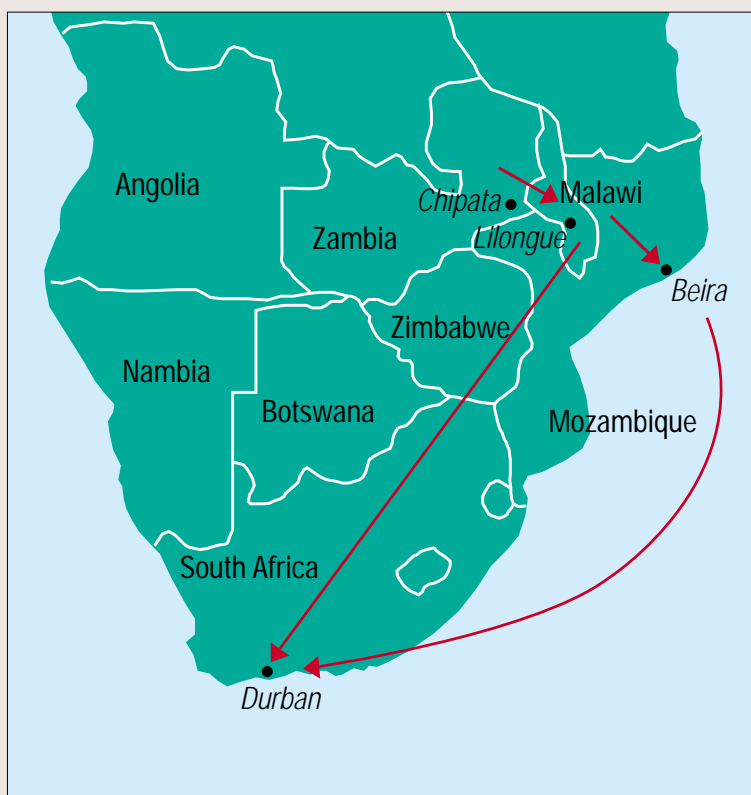 Angolia
Chipata
Malawi
Zambia
Lilongue
Beira
Zimbabwe
Nambia
Botswana
Mozambique
South Africa
Durban